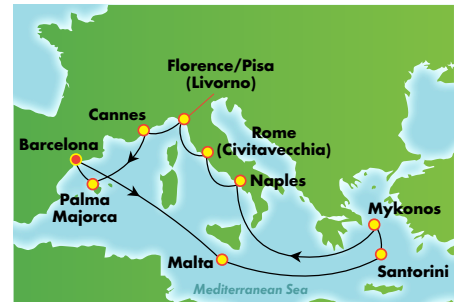 Florence/Pisa
(Livorno)
Cannes
Barcelona
Rome
(Civitavecchia)
Naples
Palma
Majorca
Mykonos
Malta
Santorini
Mediterranean Sea